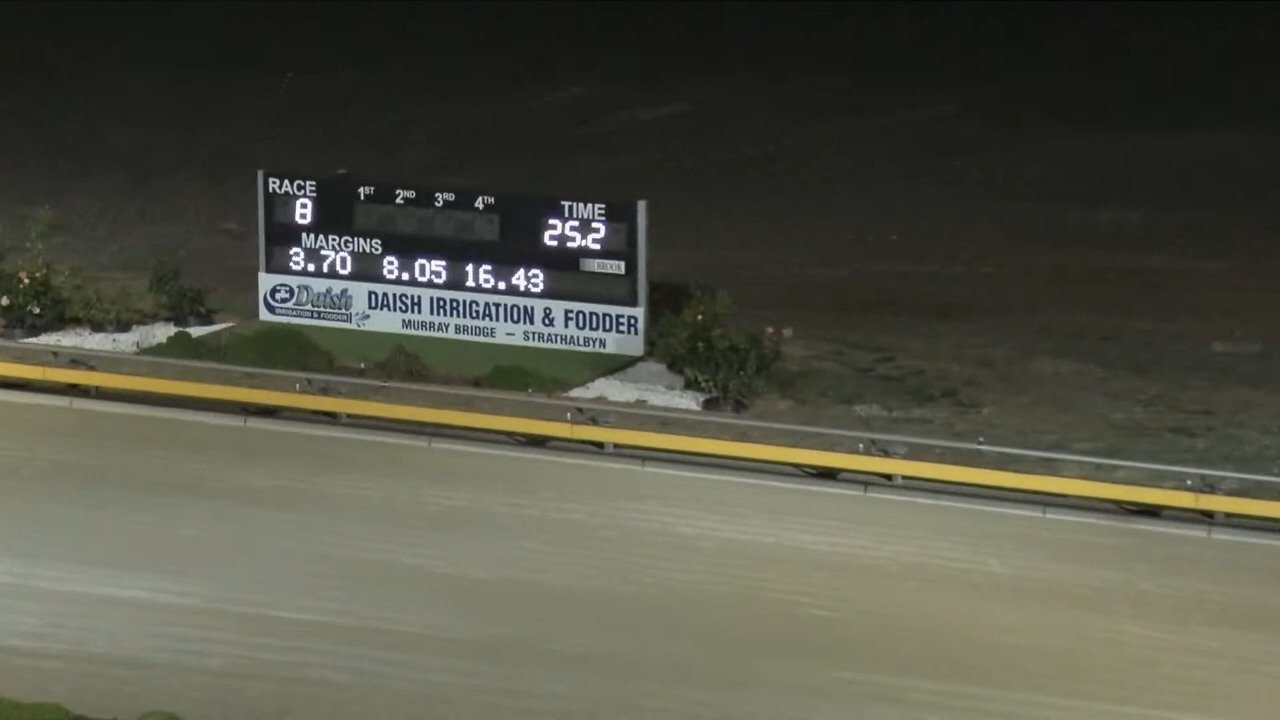 RACE 1ST 2ND 3RD 4TH TIME
8 25.2
MARGINS
3.70 8.05 16.43
BROOK
Daish
IRRIGATION & FODDER
DAISH IRRIGATION & FODDER
MURRAY BRIDGE – STRATHALBYN